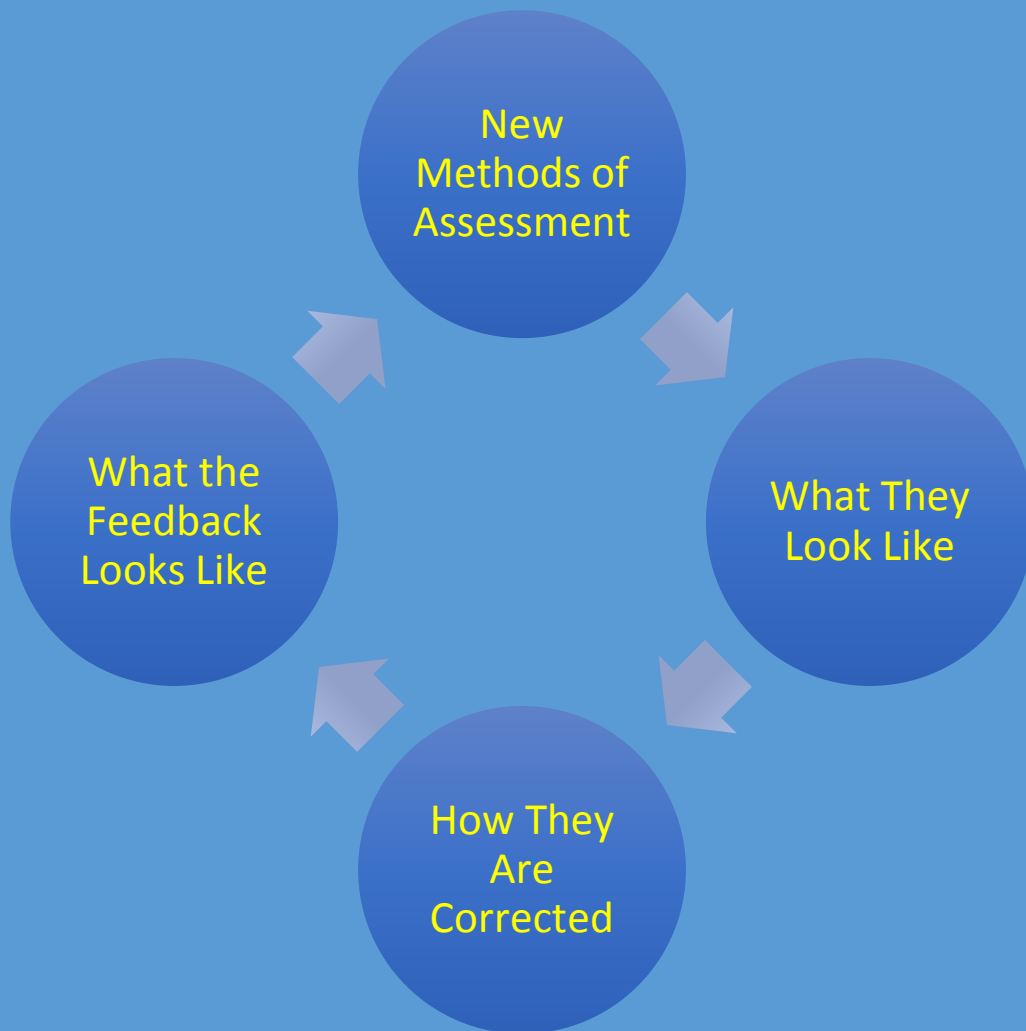 New
Methods of
Assessment
What They
Look Like
How They
Are
Corrected
What the
Feedback
Looks Like